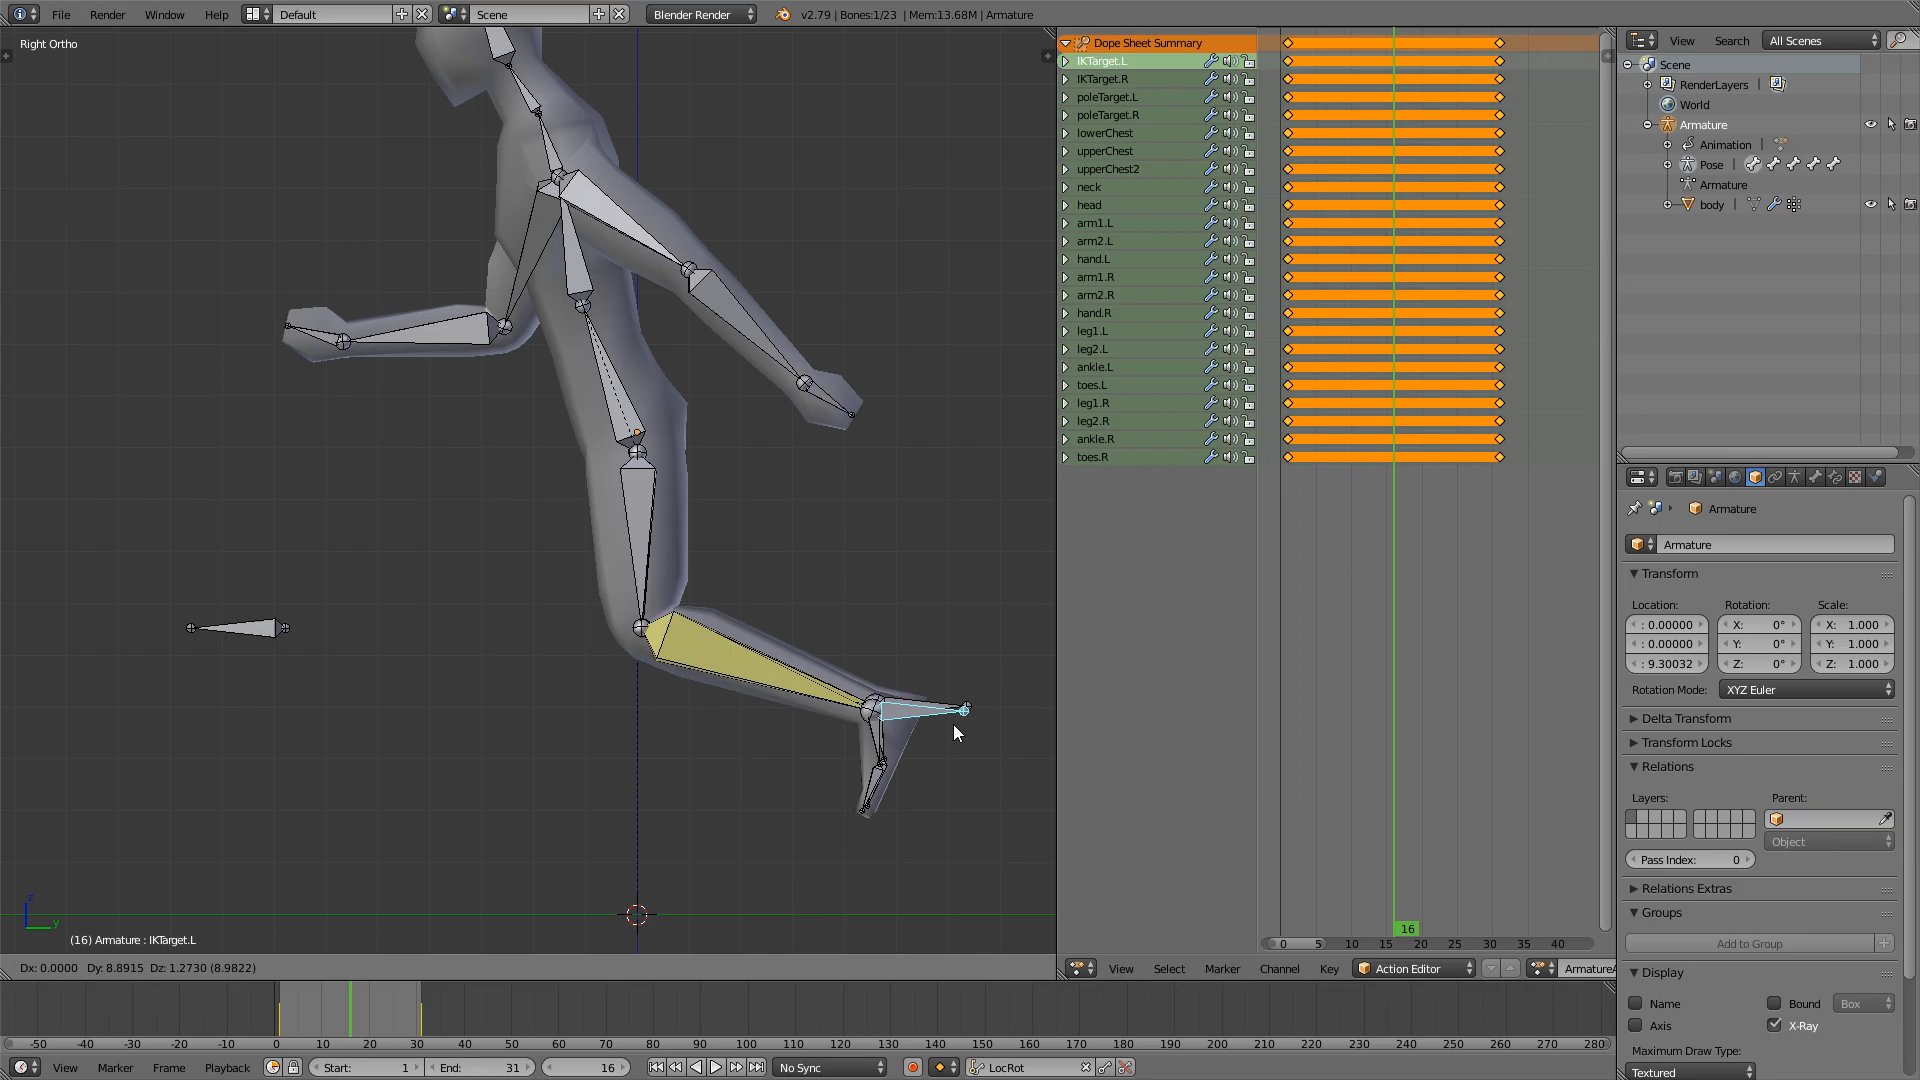 File Render Window Help Default Scene Blender Render v2.79 | Bones:1/23 | Mem:13.68M | Armature
Right Ortho
Dope Sheet Summary
IKTarget.L
IKTarget.R
poleTarget.L
poleTarget.R
lowerChest
upperChest
upperChest2
neck
head
arm1.L
arm2.L
hand.L
arm1.R
arm2.R
hand.R
leg1.L
leg2.L
ankle.L
toes.L
leg1.R
leg2.R
ankle.R
toes.R
16
0 5 10 15 20 25 30 35 40
View Select Marker Channel Key Action Editor ArmatureA
z
y
(16) Armature : IKTarget.L
Dx: 0.0000 Dy: 8.8915 Dz: 1.2730 (8.9822)
View Search All Scenes
Scene
RenderLayers |
World
Armature
Animation
Pose |
Armature
body |
Armature
Armature
Transform
Location: Rotation: Scale:
: 0.00000 X: 0° X: 1.000
: 0.00000 Y: 0° Y: 1.000
: 9.30032 Z: 0° Z: 1.000
Rotation Mode: XYZ Euler
Delta Transform
Transform Locks
Relations
Layers: Parent:
Object
Pass Index: 0
Relations Extras
Groups
Add to Group
Display
Name Bound Box
Axis X-Ray
Maximum Draw Type:
Textured
-50 -40 -30 -20 -10 0 10 20 30 40 50 60 70 80 90 100 110 120 130 140 150 160 170 180 190 200 210 220 230 240 250 260 270 280
View Marker Frame Playback Start: 1 End: 31 16 No Sync LocRot